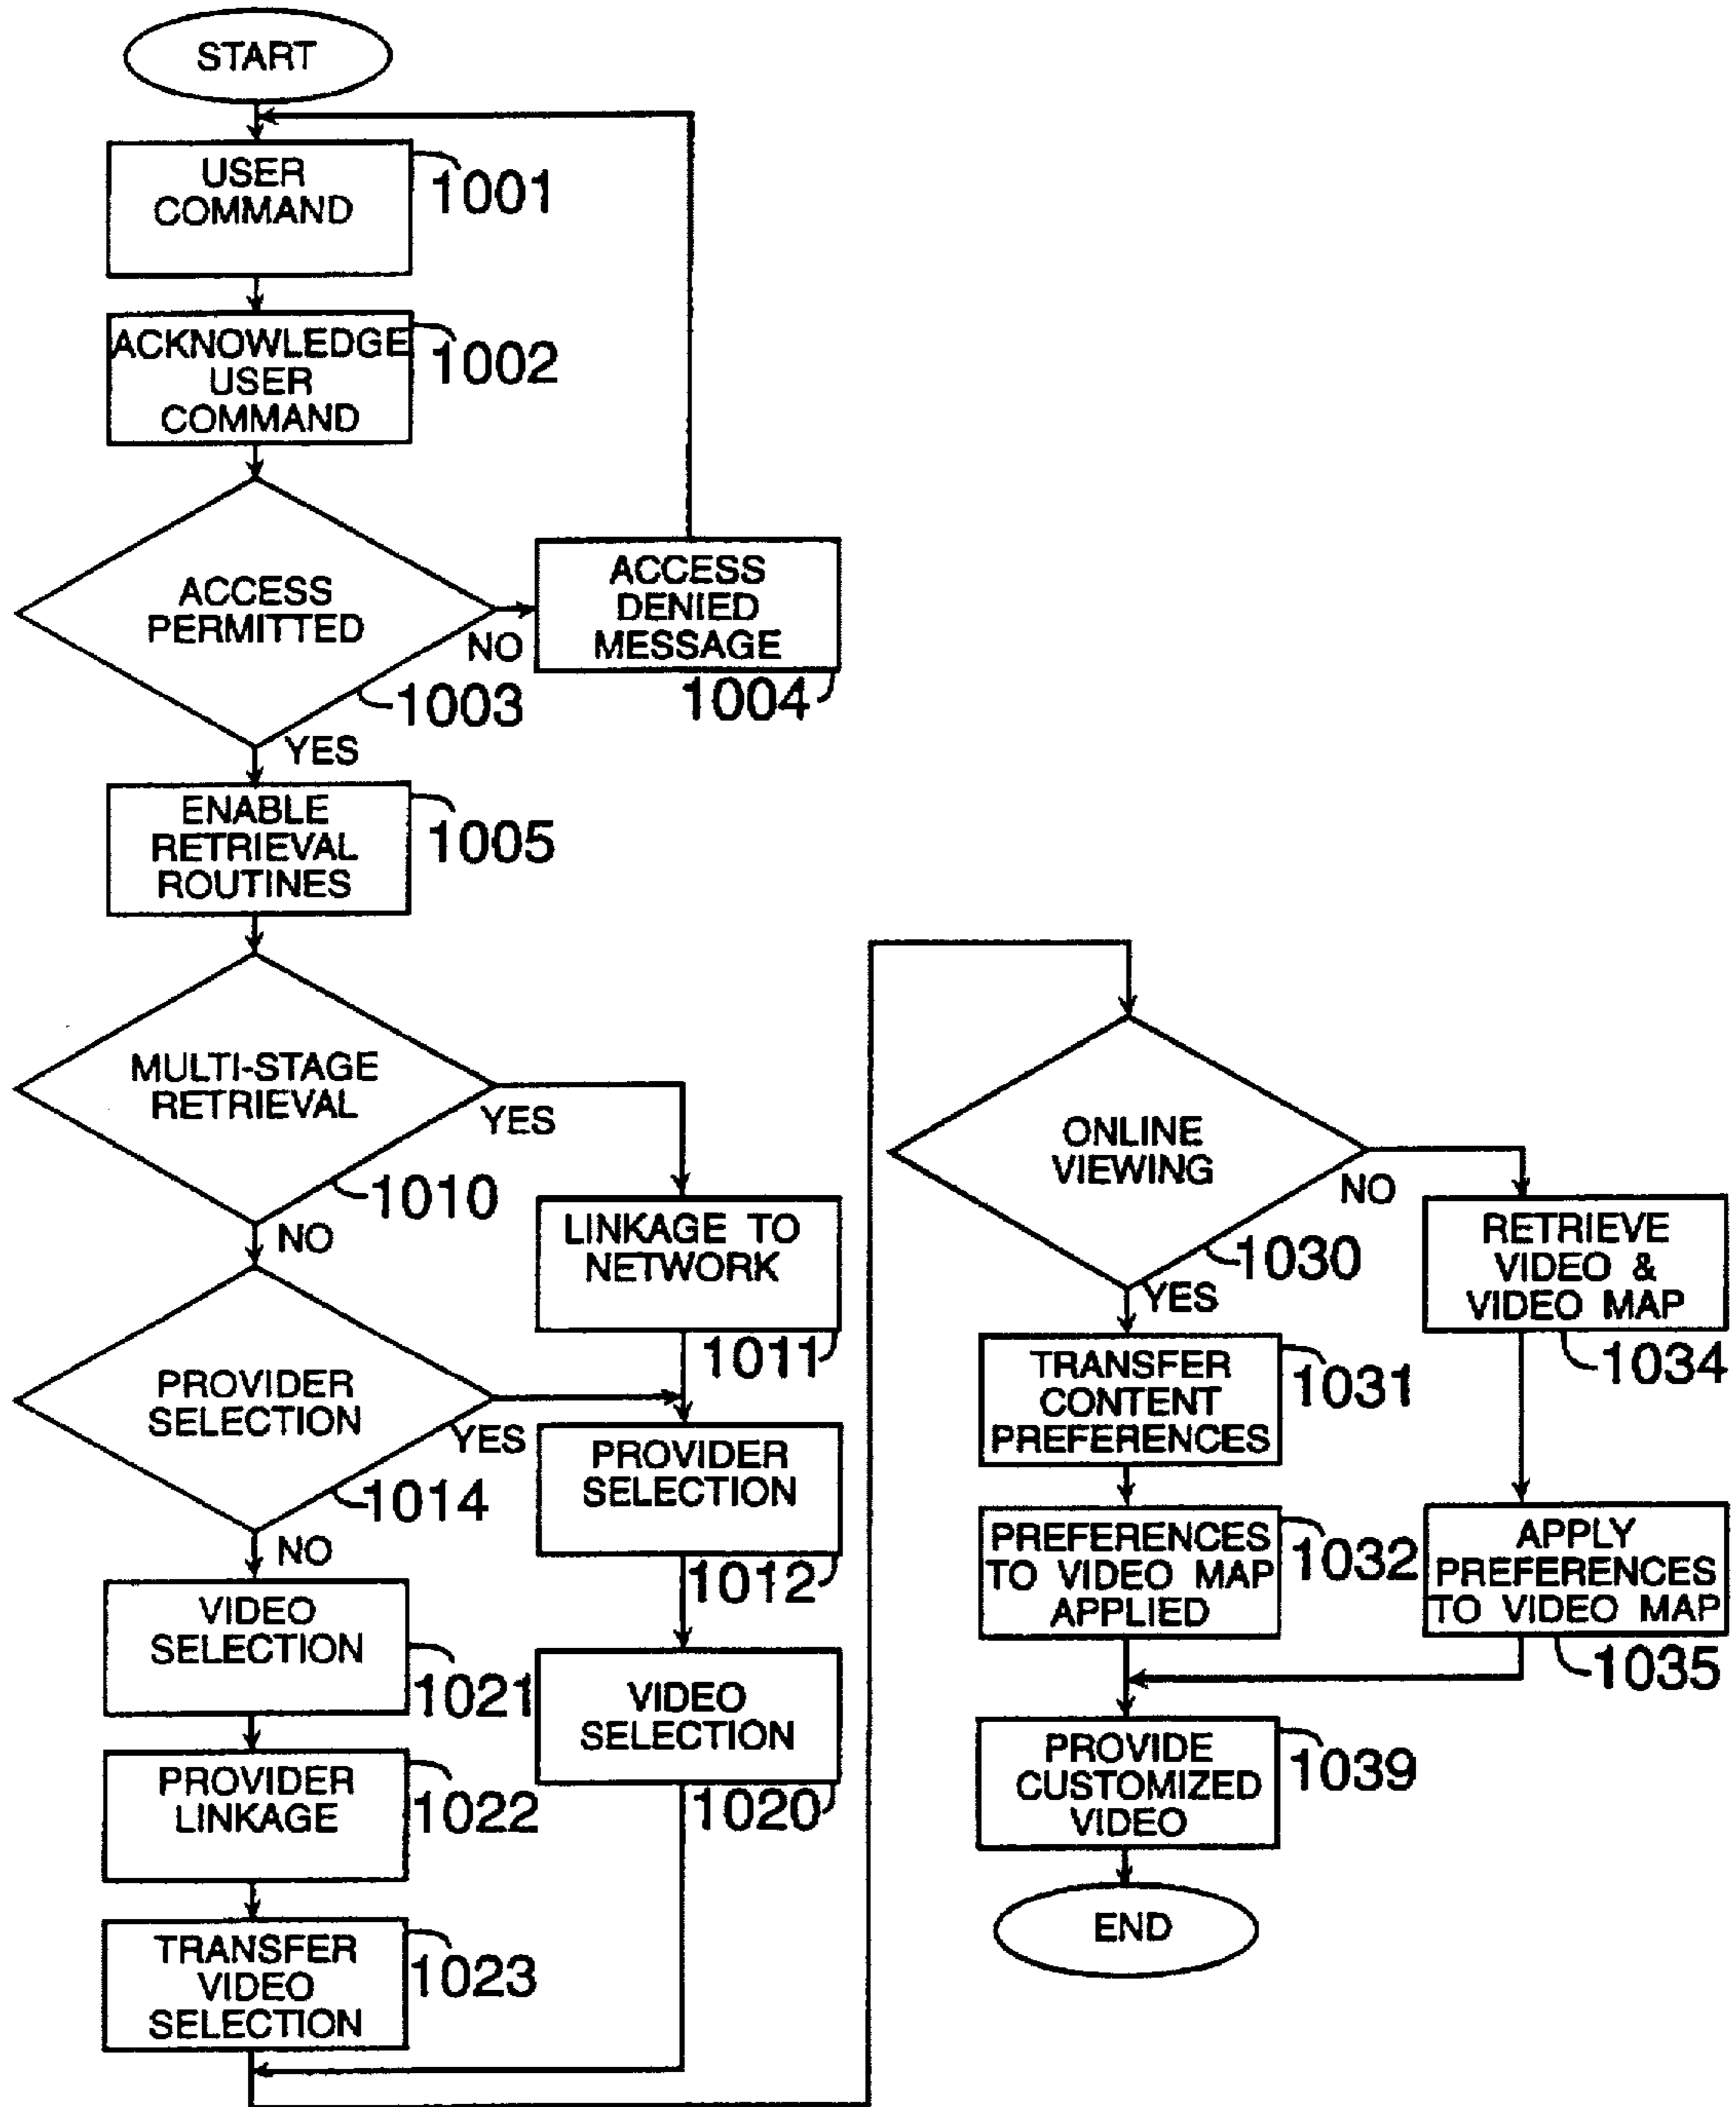 START
USER
COMMAND
1001
ACKNOWLEDGE
USER
COMMAND
1002
ACCESS
PERMITTED
NO
1003
YES
ACCESS
DENIED
MESSAGE
1004
ENABLE
RETRIEVAL
ROUTINES
1005
MULTI-STAGE
RETRIEVAL
YES
1010
NO
LINKAGE TO
NETWORK
1011
PROVIDER
SELECTION
YES
1014
NO
PROVIDER
SELECTION
1012
VIDEO
SELECTION
1021
VIDEO
SELECTION
1020
PROVIDER
LINKAGE
1022
TRANSFER
VIDEO
SELECTION
1023
ONLINE
VIEWING
NO
1030
YES
RETRIEVE
VIDEO &
VIDEO MAP
1034
TRANSFER
CONTENT
PREFERENCES
1031
PREFERENCES
TO VIDEO MAP
APPLIED
1032
APPLY
PREFERENCES
TO VIDEO MAP
1035
PROVIDE
CUSTOMIZED
VIDEO
1039
END